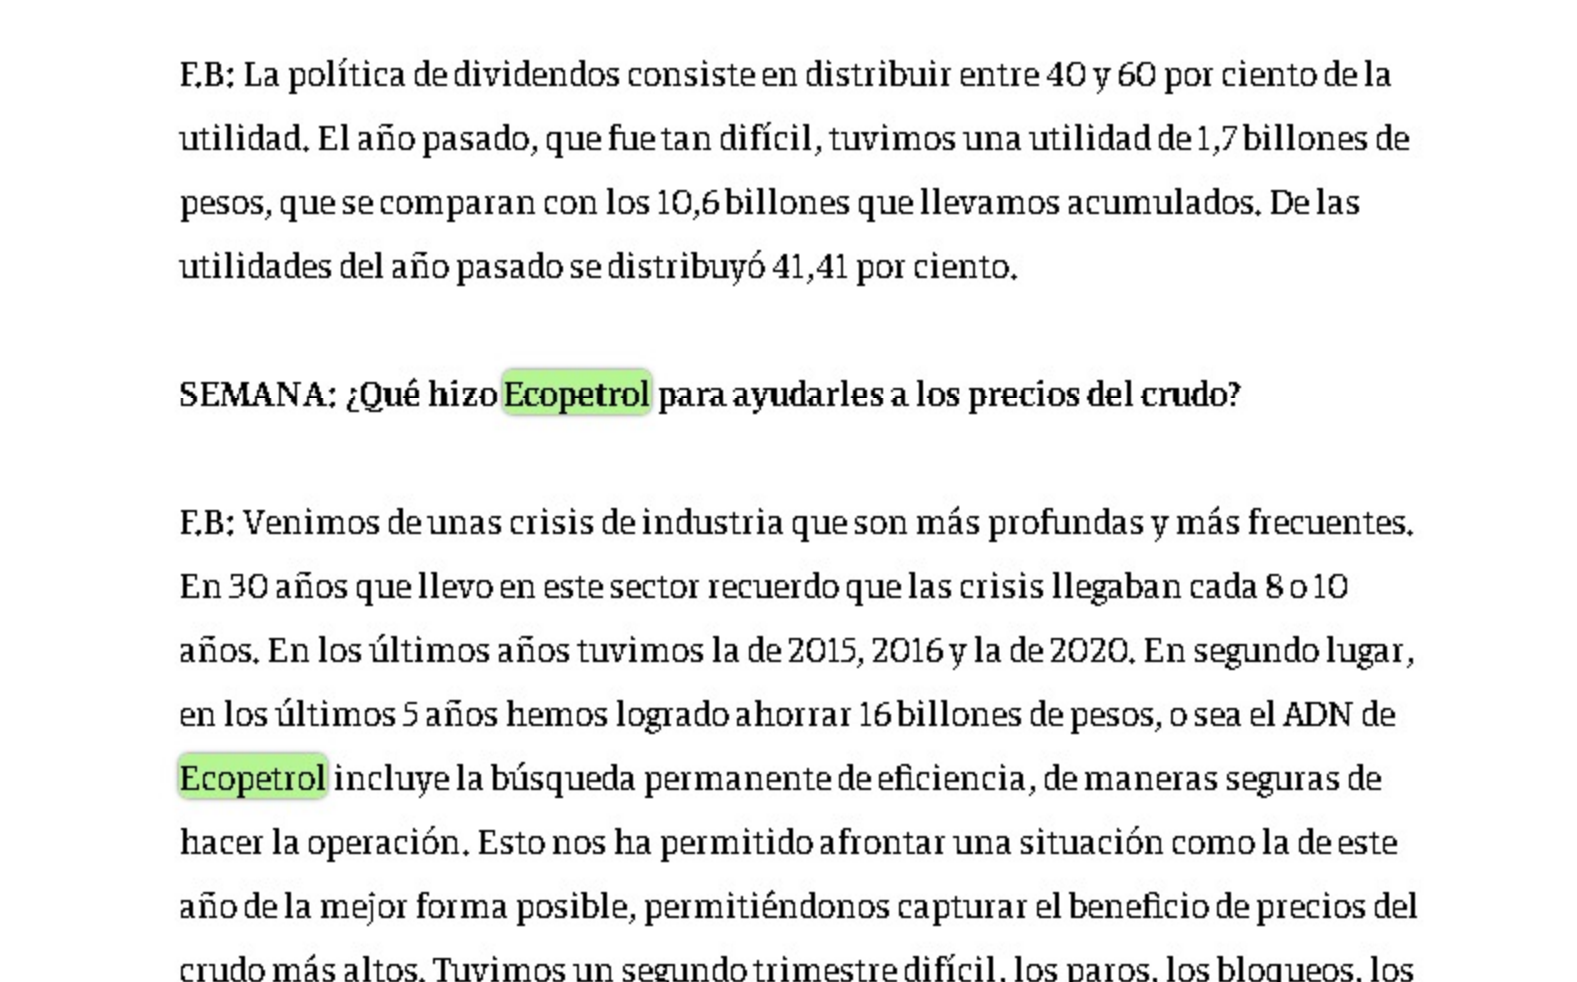 F.B: La política de dividendos consiste en distribuir entre 40 y 60 por ciento de la
utilidad. El año pasado, que fue tan difícil, tuvimos una utilidad de 1,7 billones de
pesos, que se comparan con los 10,6 billones que llevamos acumulados. De las
utilidades del año pasado se distribuyó 41,41 por ciento.
SEMANA: ¿Qué hizo Ecopetrol para ayudarles a los precios del crudo?
F.B: Venimos de unas crisis de industria que son más profundas y más frecuentes.
En 30 años que llevo en este sector recuerdo que las crisis llegaban cada 8 o 10
años. En los últimos años tuvimos la de 2015, 2016 y la de 2020. En segundo lugar,
en los últimos 5 años hemos logrado ahorrar 16 billones de pesos, o sea el ADN de
Ecopetrol incluye la búsqueda permanente de eficiencia, de maneras seguras de
hacer la operación. Esto nos ha permitido afrontar una situación como la de este
año de la mejor forma posible, permitiéndonos capturar el beneficio de precios del
crudo más altos. Tuvimos un segundo trimestre difícil, los paros, los bloqueos, los